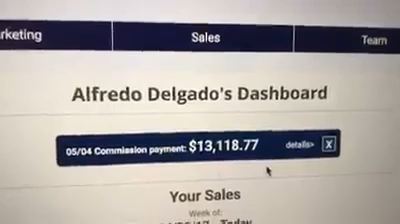 rketing Sales Team
Alfredo Delgado's Dashboard
05/04 Commission payment: $13,118.77 details> X
Your Sales
Week of:
Today